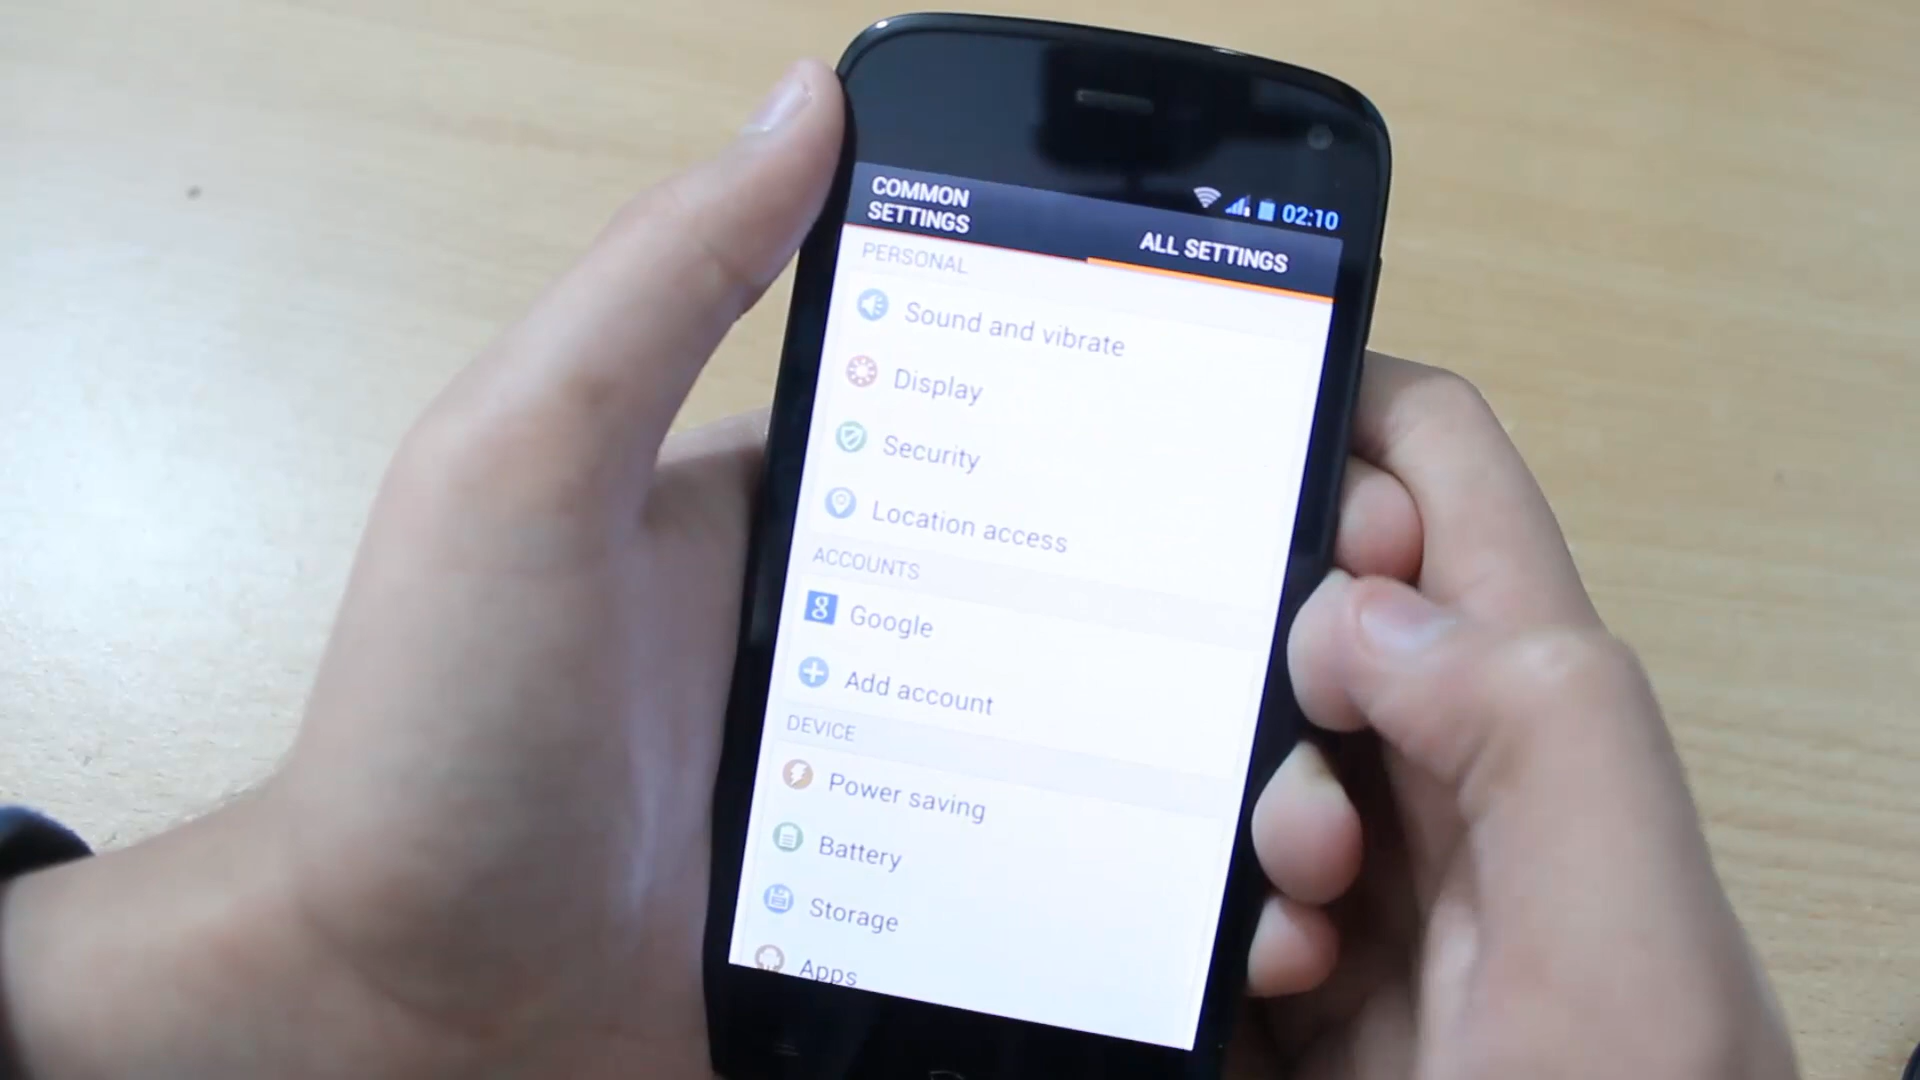 COMMON
SETTINGS
02:10
ALL SETTINGS
PERSONAL
Sound and vibrate
Display
Security
Location access
ACCOUNTS
g Google
Add account
DEVICE
Power saving
Battery
Storage
Apps